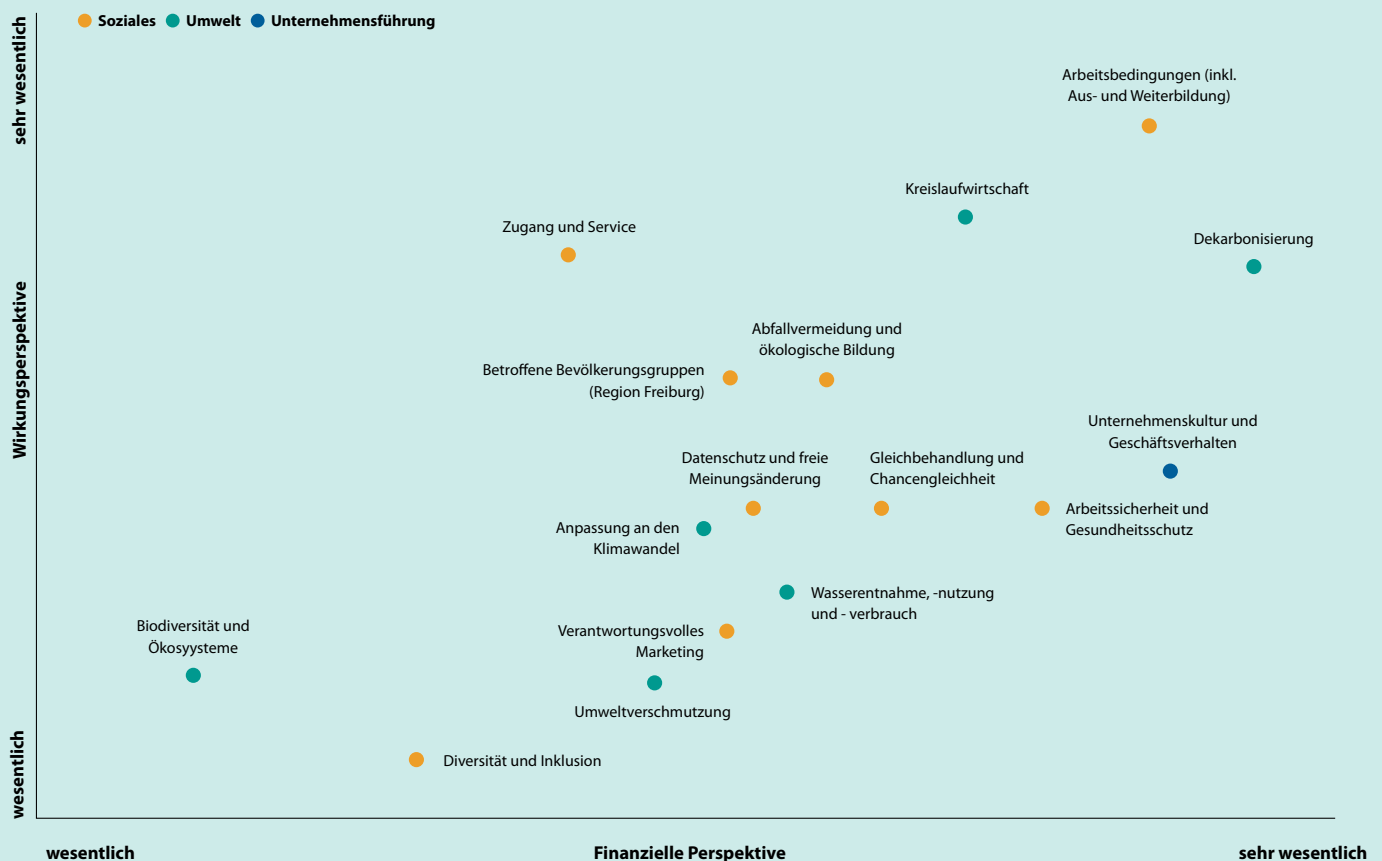 Soziales Umwelt Unternehmensführung
sehr wesentlich
Wirkungsperspektive
wesentlich
Arbeitsbedingungen (inkl.
Aus- und Weiterbildung)
Kreislaufwirtschaft
Zugang und Service
Dekarbonisierung
Abfallvermeidung und
ökologische Bildung
Betroffene Bevölkerungsgruppen
(Region Freiburg)
Unternehmenskultur und
Geschäftsverhalten
Datenschutz und freie
Meinungsänderung
Gleichbehandlung und
Chancengleichheit
Arbeitssicherheit und
Gesundheitsschutz
Anpassung an den
Klimawandel
Wasserentnahme, -nutzung
und - verbrauch
Biodiversität und
Ökosyysteme
Verantwortungsvolles
Marketing
Umweltverschmutzung
Diversität und Inklusion
wesentlich
Finanzielle Perspektive
sehr wesentlich